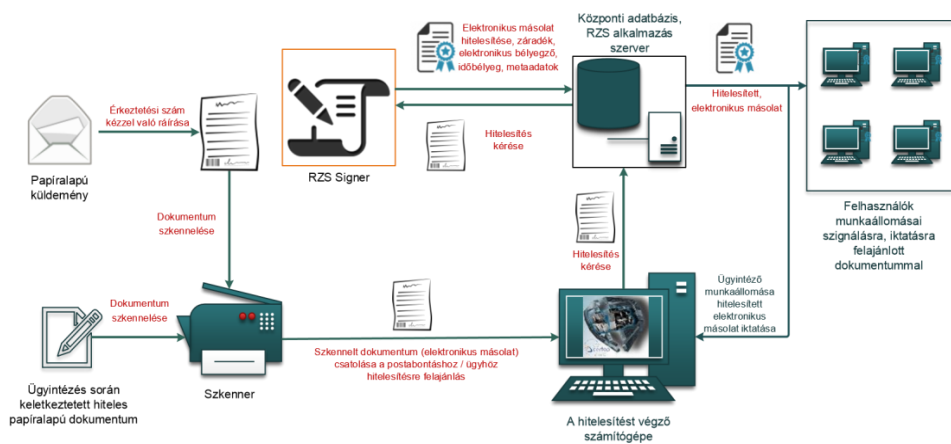 Elektronikus másolat
hitelesítése, záradék,
elektronikus bélyegző,
időbélyeg, metaadatok
Központi adatbázis,
RZS alkalmazás
szerver
Érkeztetési szám
kézzel való ráírása
Hitelesítés
kérése
Hitelesített,
elektronikus másolat
Papíralapú
küldemény
RZS Signer
Felhasználók
munkaállomásai
szignálásra, iktatásra
felajánlott
dokumentummal
Dokumentum
szkennelése
Hitelesítés
kérése
Ügyintéző
munkaállomása
hitelesített
elektronikus
másolat iktatása
Dokumentum
szkennelése
Szkennelt dokumentum (elektronikus másolat)
csatolása a postabontáshoz / ügyhöz
hitelesítésre felajánlás
Ügyintézés során
keletkeztetett hiteles
papíralapú dokumentum
Szkenner
A hitelesítést végző
számítógépe